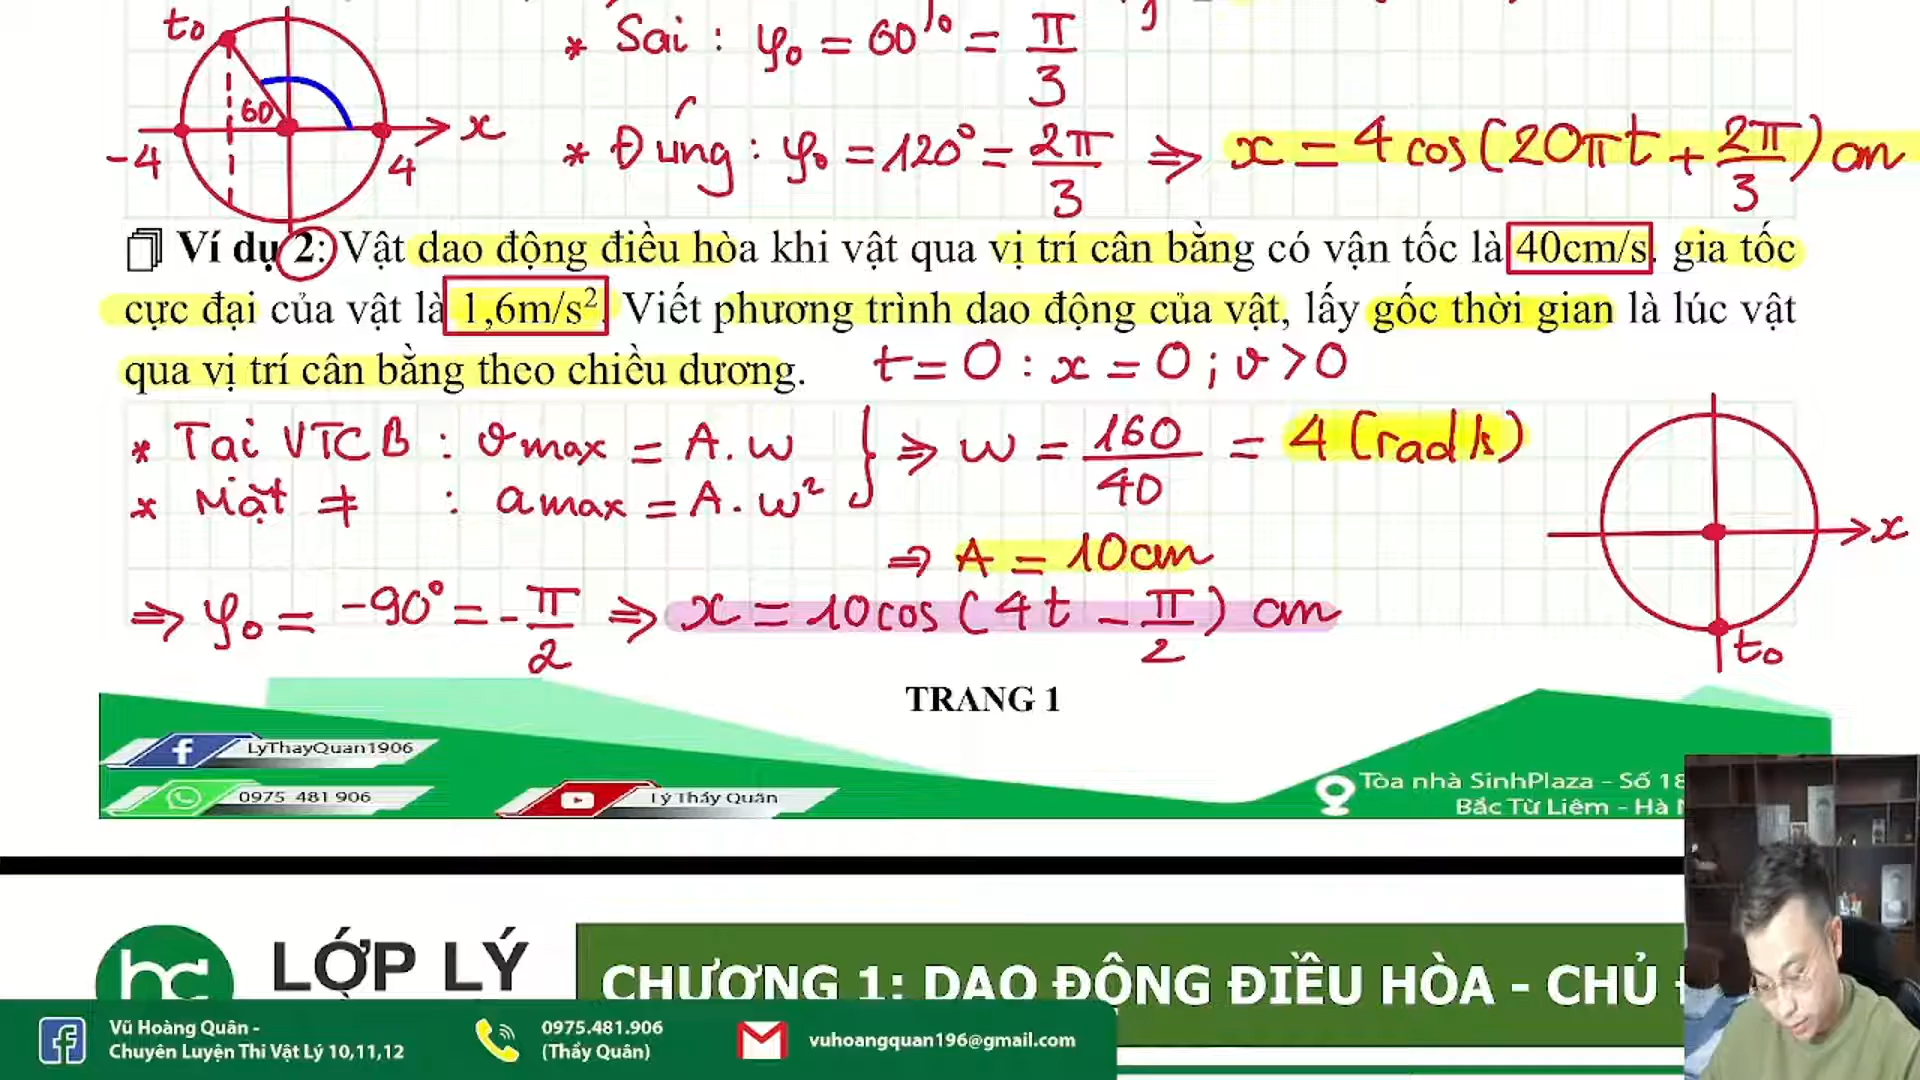 t₀
* Sai : φ₀ = 60° = π/3
60
x
-4
4
* Đúng : φ₀ = 120° = 2π/3 ⇒ x = 4 cos(20πt + 2π/3) cm
Ví dụ 2: Vật dao động điều hòa khi vật qua vị trí cân bằng có vận tốc là 40cm/s. gia tốc
cực đại của vật là 1,6m/s². Viết phương trình dao động của vật, lấy gốc thời gian là lúc vật
qua vị trí cân bằng theo chiều dương. t = 0 : x = 0 ; v > 0
* Tại VTCB : vmax = A.w
* Mặt ≠ : amax = A.w²
} ⇒ w = 160/40 = 4 (rad/s)
⇒ A = 10cm
x
⇒ φ₀ = -90° = -π/2 ⇒ x = 10cos(4t - π/2) cm
t₀
TRANG 1
LyThayQuan1906
0975 481 906
Lý Thầy Quân
Tòa nhà SinhPlaza - Số 18
Bắc Từ Liêm - Hà
hc
LỚP LÝ
CHƯƠNG 1: DAO ĐỘNG ĐIỀU HÒA - CHỦ
Vũ Hoàng Quân -
Chuyên Luyện Thi Vật Lý 10,11,12
0975.481.906
(Thầy Quân)
vuhoangquan196@gmail.com